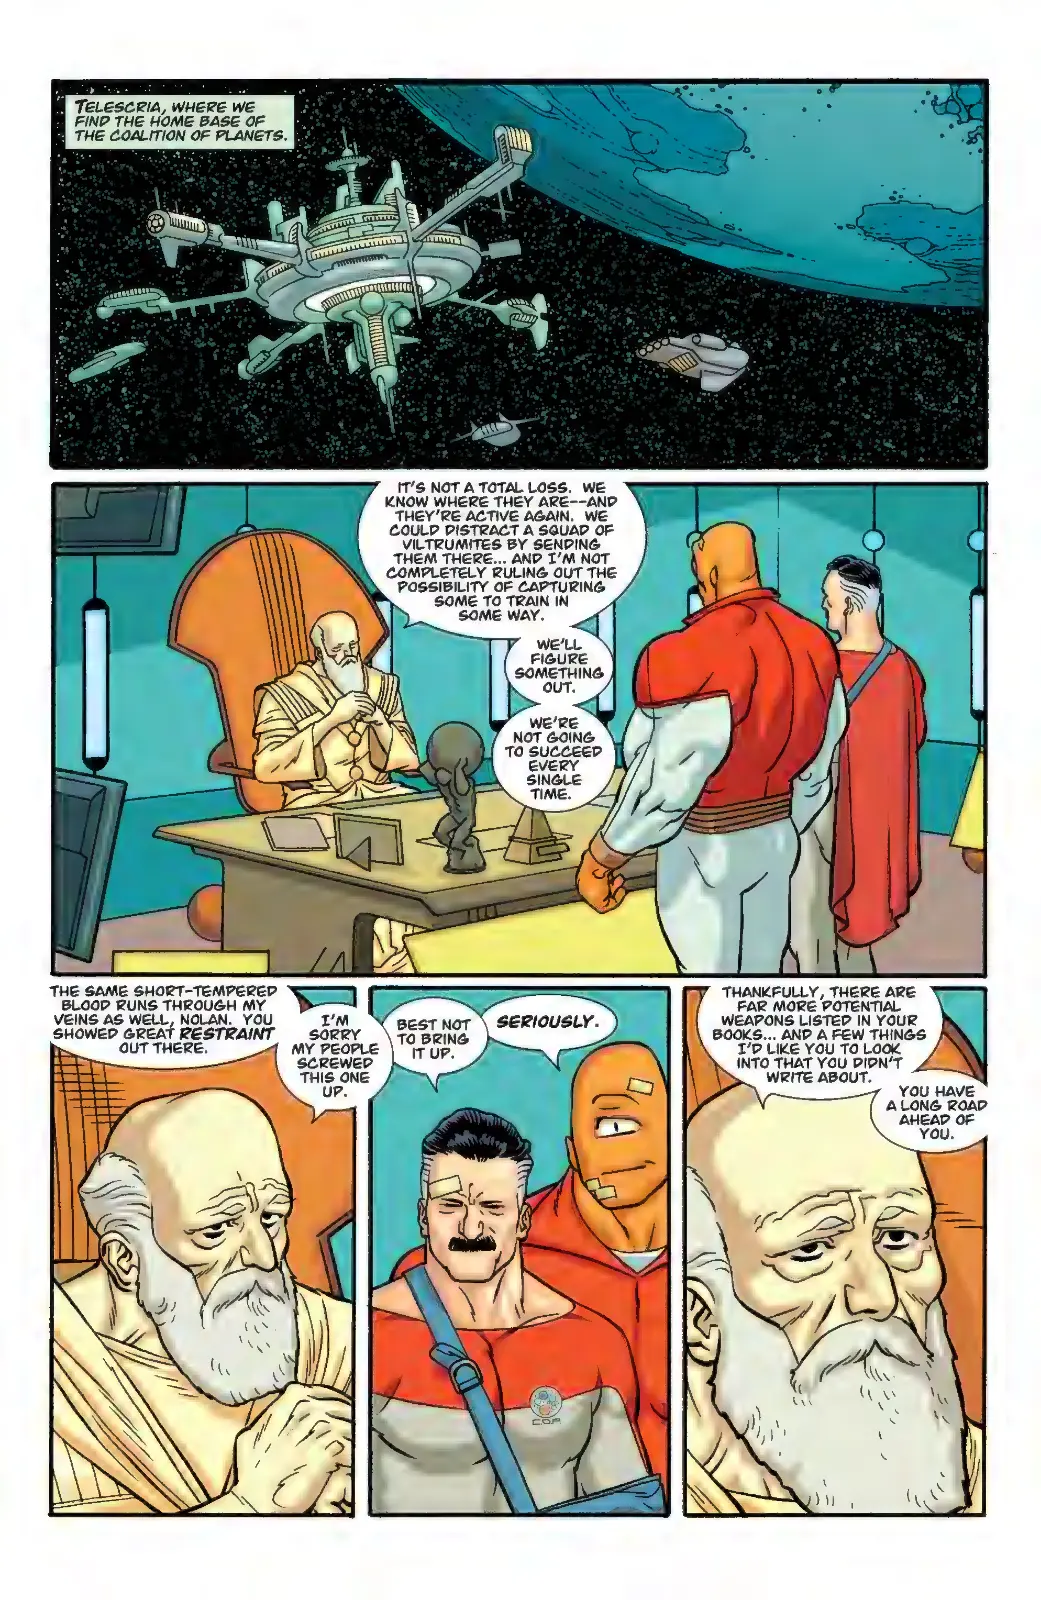 TELESCRIA, WHERE WE
FIND THE HOME BASE OF
THE COALITION OF PLANETS.
IT'S NOT A TOTAL LOSS. WE
KNOW WHERE THEY ARE--AND
THEY'RE ACTIVE AGAIN. WE
COULD DISTRACT A SQUAD OF
VILTRUMITES BY SENDING
THEM THERE... AND I'M NOT
COMPLETELY RULING OUT THE
POSSIBILITY OF CAPTURING
SOME TO TRAIN IN
SOME WAY.
WE'LL
FIGURE
SOMETHING
OUT.
WE'RE
NOT GOING
TO SUCCEED
EVERY
SINGLE
TIME.
THE SAME SHORT-TEMPERED
BLOOD RUNS THROUGH MY
VEINS AS WELL, NOLAN. YOU
SHOWED GREAT RESTRAINT
OUT THERE.
I'M
SORRY
MY PEOPLE
SCREWED
THIS ONE
UP.
BEST NOT
TO BRING
IT UP.
SERIOUSLY.
C.O.P.
THANKFULLY, THERE ARE
FAR MORE POTENTIAL
WEAPONS LISTED IN YOUR
BOOKS... AND A FEW THINGS
I'D LIKE YOU TO LOOK
INTO THAT YOU DIDN'T
WRITE ABOUT.
YOU HAVE
A LONG ROAD
AHEAD OF
YOU.